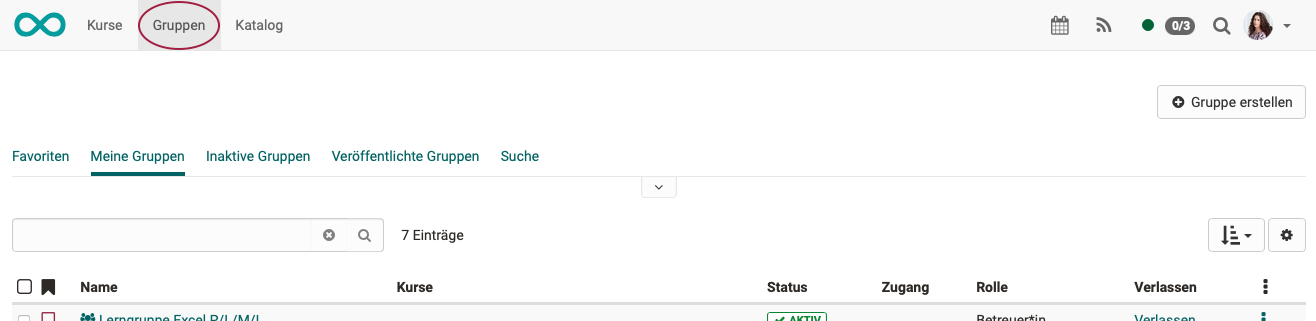 Kurse Gruppen Katalog 0/3
Gruppe erstellen
Favoriten Meine Gruppen Inaktive Gruppen Veröffentlichte Gruppen Suche
7 Einträge
Name Kurse Status Zugang Rolle Verlassen
Lerngruppe Excel AKTIV Betreuer*in Verlassen